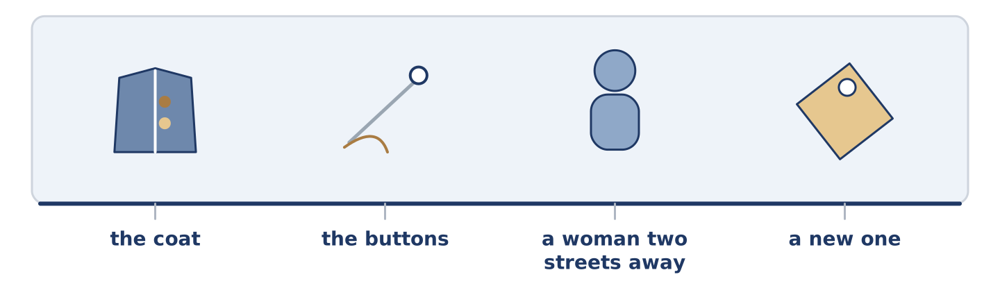 the coat
the buttons
a woman two
streets away
a new one